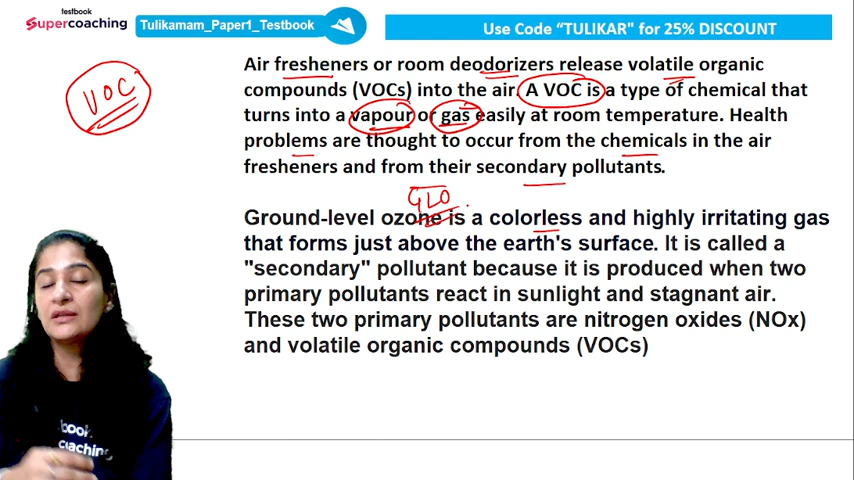 testbook
Supercoaching
Tulikamam_Paper1_Testbook
Use Code “TULIKAR" for 25% DISCOUNT
Air fresheners or room deodorizers release volatile organic
compounds (VOCs) into the air. A VOC is a type of chemical that
turns into a vapour or gas easily at room temperature. Health
problems are thought to occur from the chemicals in the air
fresheners and from their secondary pollutants.
VOC
GLO
Ground-level ozone is a colorless and highly irritating gas
that forms just above the earth's surface. It is called a
"secondary" pollutant because it is produced when two
primary pollutants react in sunlight and stagnant air.
These two primary pollutants are nitrogen oxides (NOx)
and volatile organic compounds (VOCs)
book
coaching